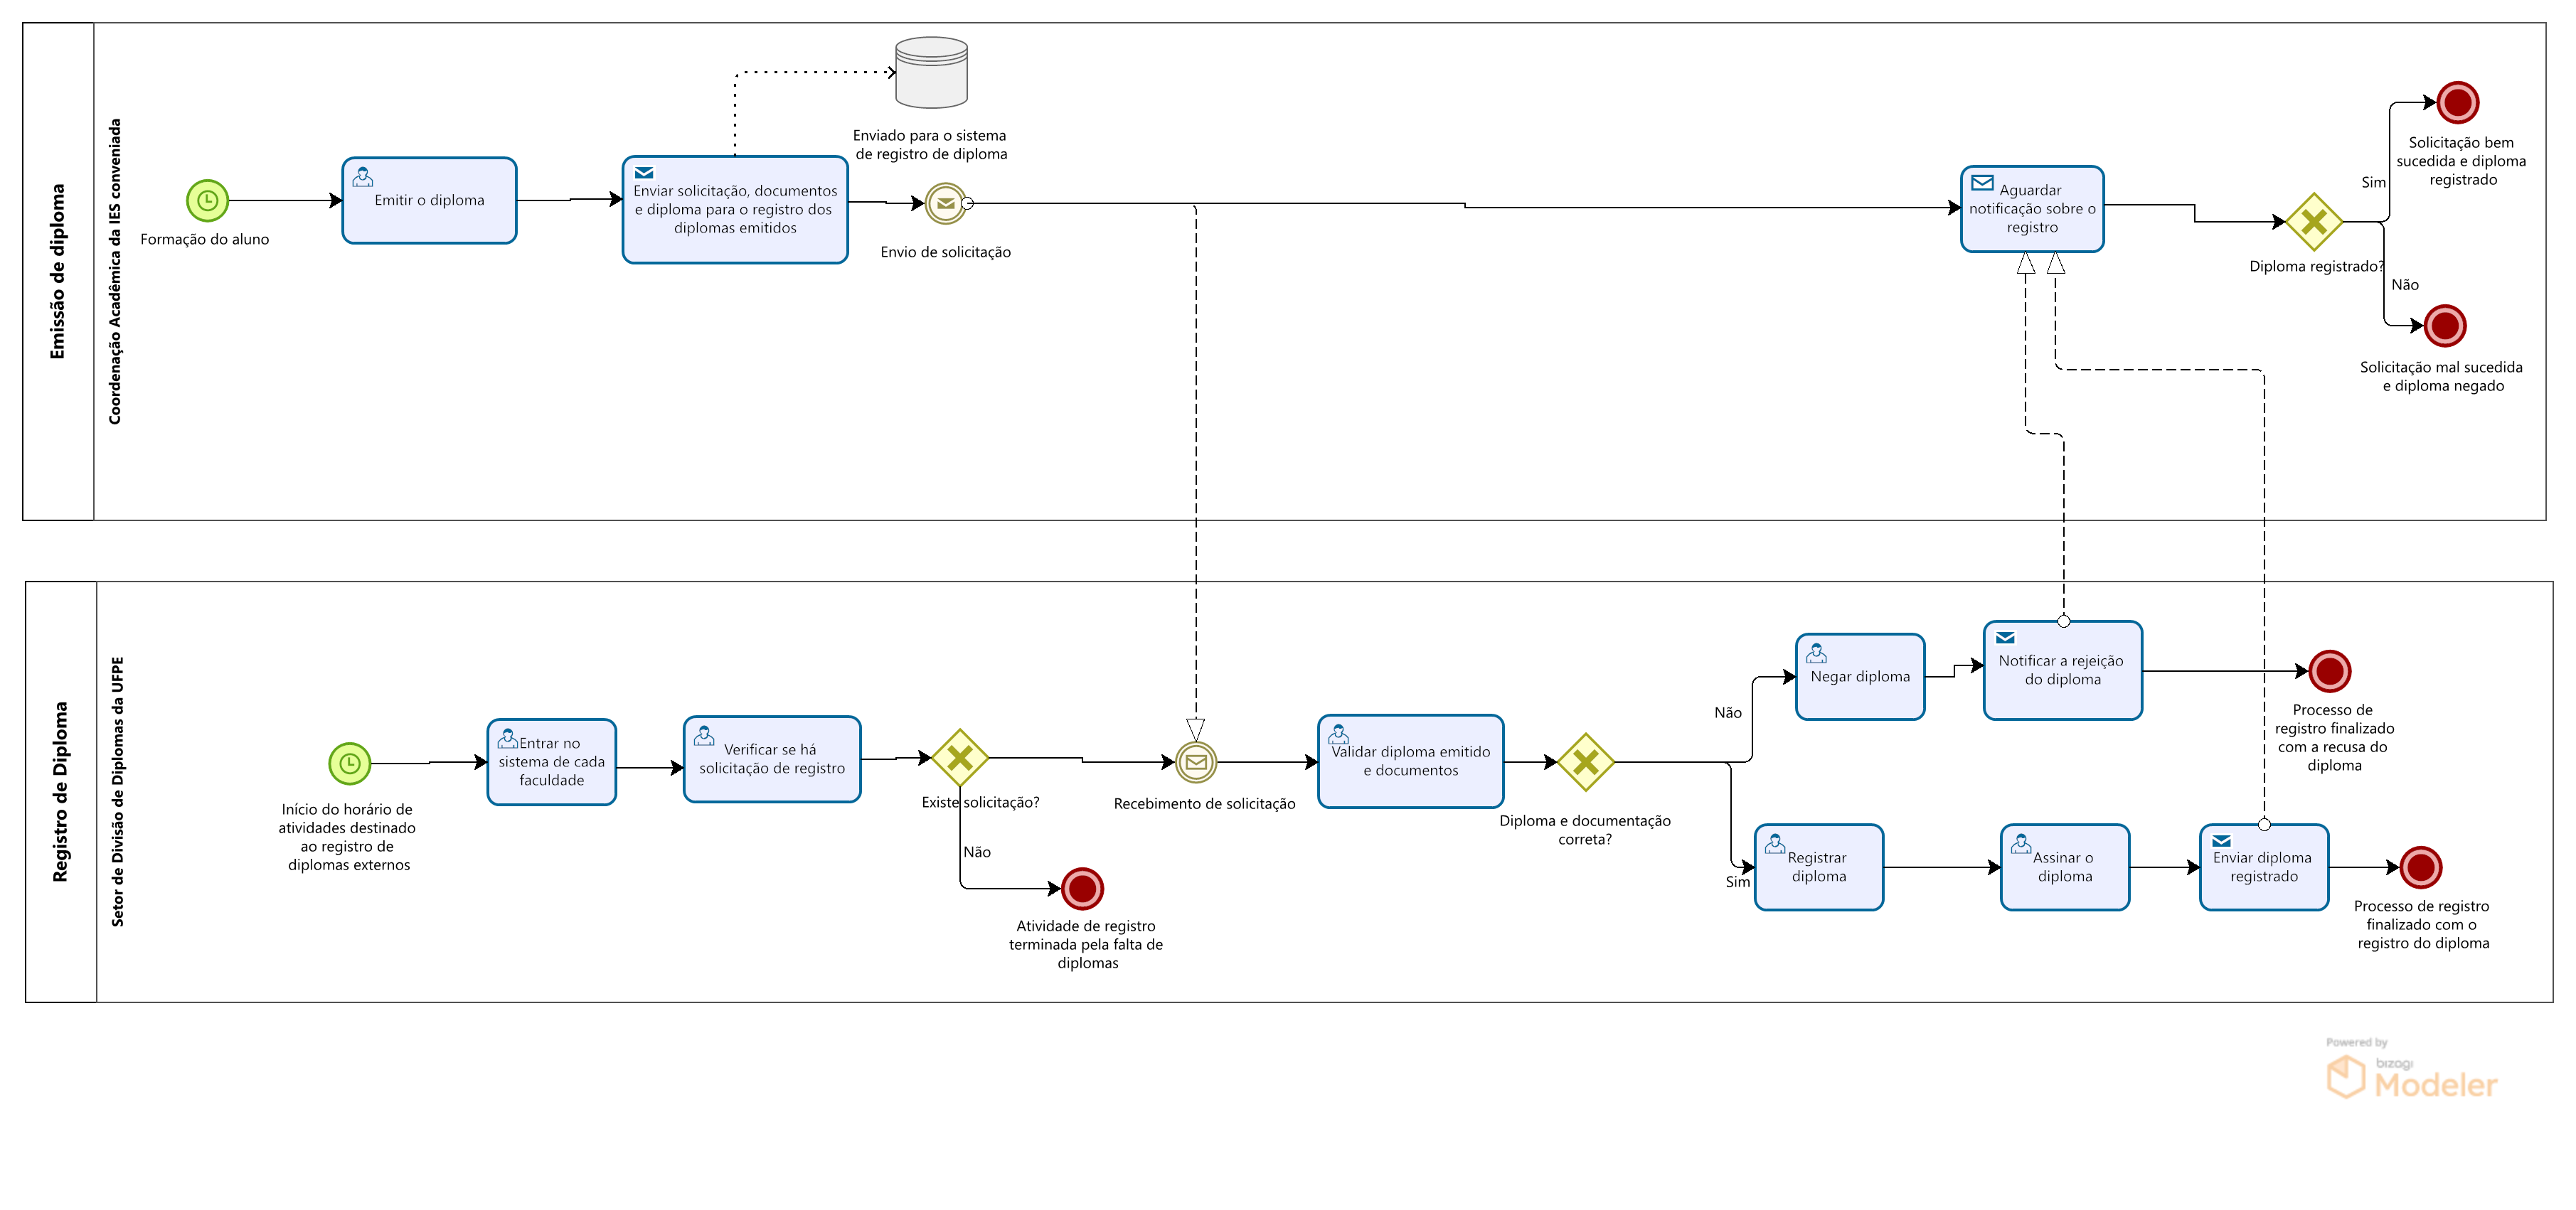 Emissão de diploma
Coordenação Acadêmica da IES conveniada
Formação do aluno
Emitir o diploma
Enviar solicitação, documentos
e diploma para o registro dos
diplomas emitidos
Enviado para o sistema
de registro de diploma
Envio de solicitação
Aguardar
notificação sobre o
registro
Diploma registrado?
Sim
Solicitação bem
sucedida e diploma
registrado
Não
Solicitação mal sucedida
e diploma negado
Registro de Diploma
Setor de Divisão de Diplomas da UFPE
Início do horário de
atividades destinado
ao registro de
diplomas externos
Entrar no
sistema de cada
faculdade
Verificar se há
solicitação de registro
Existe solicitação?
Não
Atividade de registro
terminada pela falta de
diplomas
Recebimento de solicitação
Validar diploma emitido
e documentos
Diploma e documentação
correta?
Não
Negar diploma
Notificar a rejeição
do diploma
Processo de
registro finalizado
com a recusa do
diploma
Sim
Registrar
diploma
Assinar o
diploma
Enviar diploma
registrado
Processo de registro
finalizado com o
registro do diploma
Powered by
bizagi
Modeler